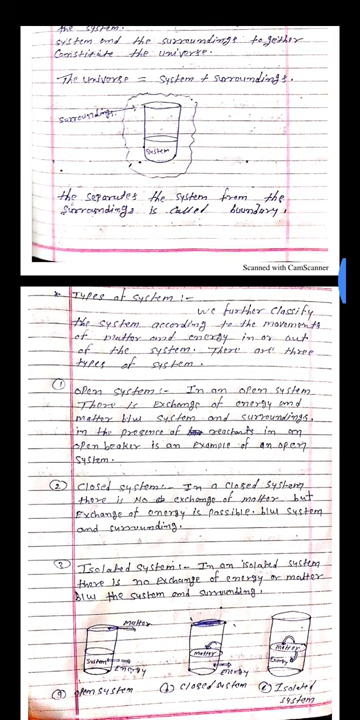 the system.
system and the surroundings together
Constitute the universe.
The universe = system + surroundings.
surroundings
system
the separates the system from the
surroundings is called boundary.
Scanned with CamScanner
* Types of System :-
We further classify
the system according to the movements
of matter and energy in or out
of the system. There are three
types of system.
① open system :- In an open system
There is Exchange of energy and
matter b/w system and surroundings.
in the presence of reactants in an
open beaker is an example of an open
system.
② closed system :- In a closed system
there is No exchange of matter but
Exchange of energy is possible b/w system
and surrounding.
Isolated system :- In an isolated system
there is no Exchange of energy or matter
b/w the system and surrounding.
matter
system
Energy
matter
Energy
matter
Energy
open system
(b) closed system
(c) Isolated
system